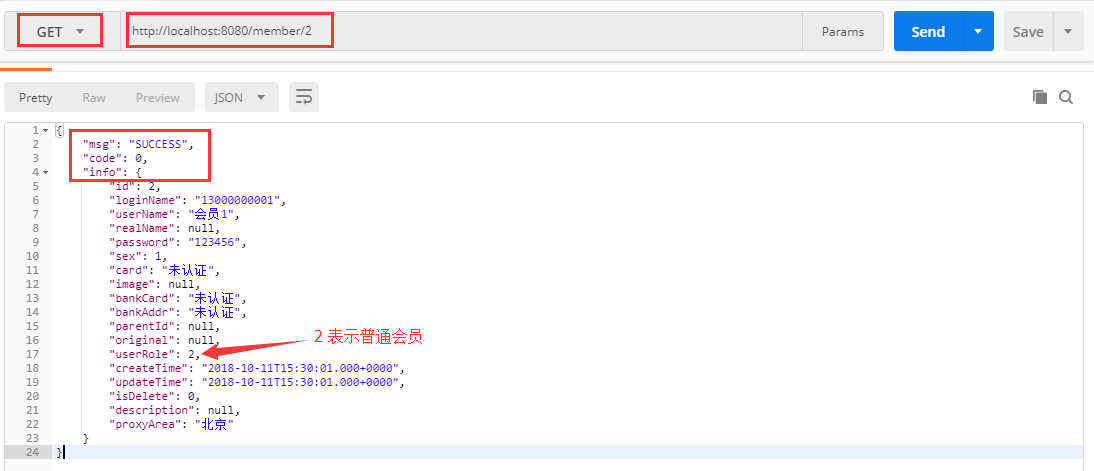 GET http://localhost:8080/member/2 Params Send Save
Pretty Raw Preview JSON
1 {
2 "msg": "SUCCESS",
3 "code": 0,
4 "info": {
5 "id": 2,
6 "loginName": "13000000001",
7 "userName": "会员1",
8 "realName": null,
9 "password": "123456",
10 "sex": 1,
11 "card": "未认证",
12 "image": null,
13 "bankCard": "未认证",
14 "bankAddr": "未认证",
15 "parentId": null,
16 "original": null,
17 "userRole": 2, 2 表示普通会员
18 "createTime": "2018-10-11T15:30:01.000+0000",
19 "updateTime": "2018-10-11T15:30:01.000+0000",
20 "isDelete": 0,
21 "description": null,
22 "proxyArea": "北京"
23 }
24 }